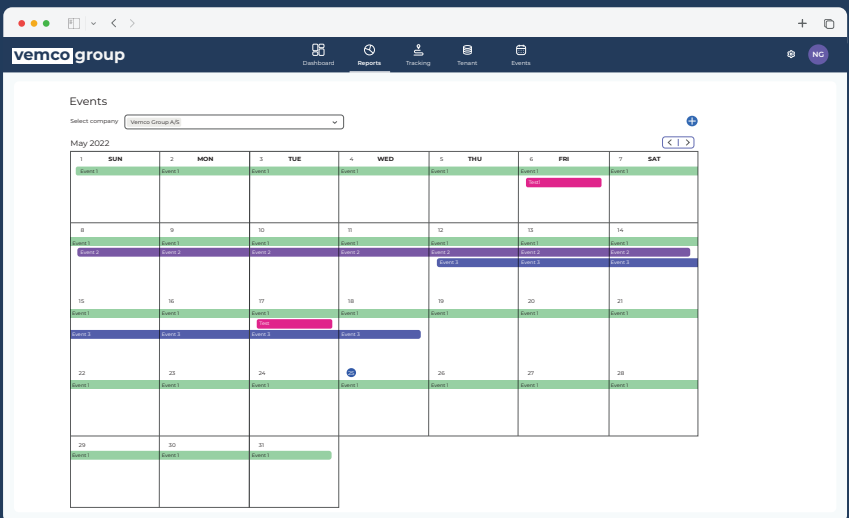 vemco group
Dashboard Reports Tracking Tenant Events
NG
Events
Select company Vemco Group A/S
May 2022
1 SUN 2 MON 3 TUE 4 WED 5 THU 6 FRI 7 SAT
Event 1 Event 1 Event 1 Event 1 Event 1 Event 1 Event 1
Test
8 9 10 11 12 13 14
Event 1 Event 1 Event 1 Event 1 Event 1 Event 1 Event 1
Event 2 Event 2 Event 2 Event 2 Event 2 Event 2 Event 2
Event 3 Event 3 Event 3
15 16 17 18 19 20 21
Event 1 Event 1 Event 1 Event 1 Event 1 Event 1 Event 1
Test
Event 3 Event 3 Event 3 Event 3
22 23 24 25 26 27 28
Event 1 Event 1 Event 1 Event 1 Event 1 Event 1 Event 1
29 30 31
Event 1 Event 1 Event 1